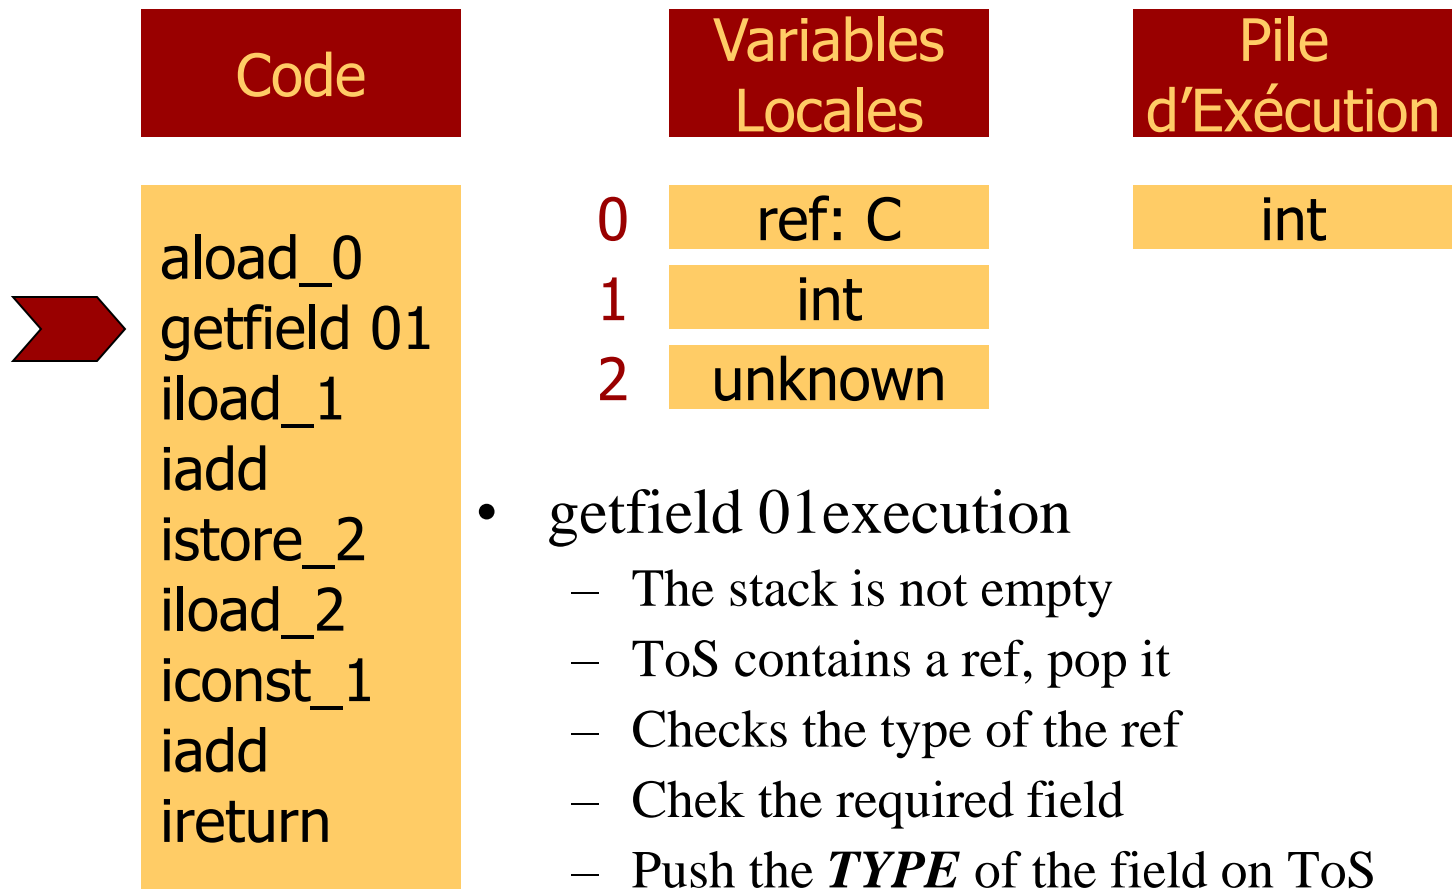 Code
Variables
Locales
Pile
d’Exécution
aload_0
getfield 01
iload_1
iadd
istore_2
iload_2
iconst_1
iadd
ireturn
0 ref: C
1 int
2 unknown
int
• getfield 01execution
– The stack is not empty
– ToS contains a ref, pop it
– Checks the type of the ref
– Chek the required field
– Push the TYPE of the field on ToS